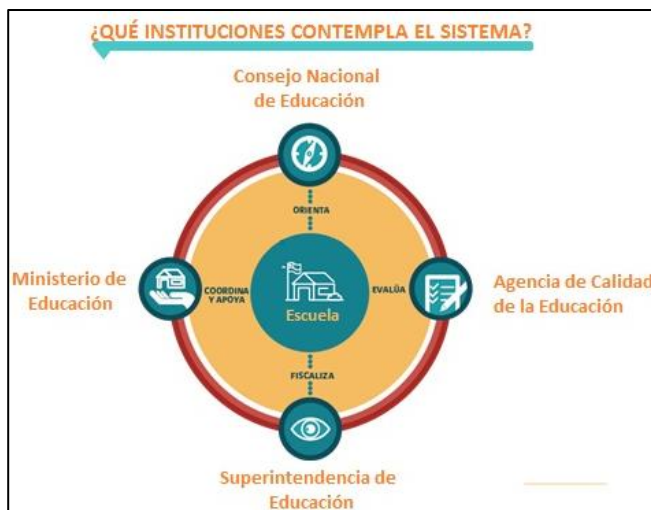 ¿QUÉ INSTITUCIONES CONTEMPLA EL SISTEMA?
Consejo Nacional
de Educación
ORIENTA
Ministerio de
Educación
COORDINA
Y APOYA
Escuela
EVALÚA
Agencia de Calidad
de la Educación
FISCALIZA
Superintendencia de
Educación